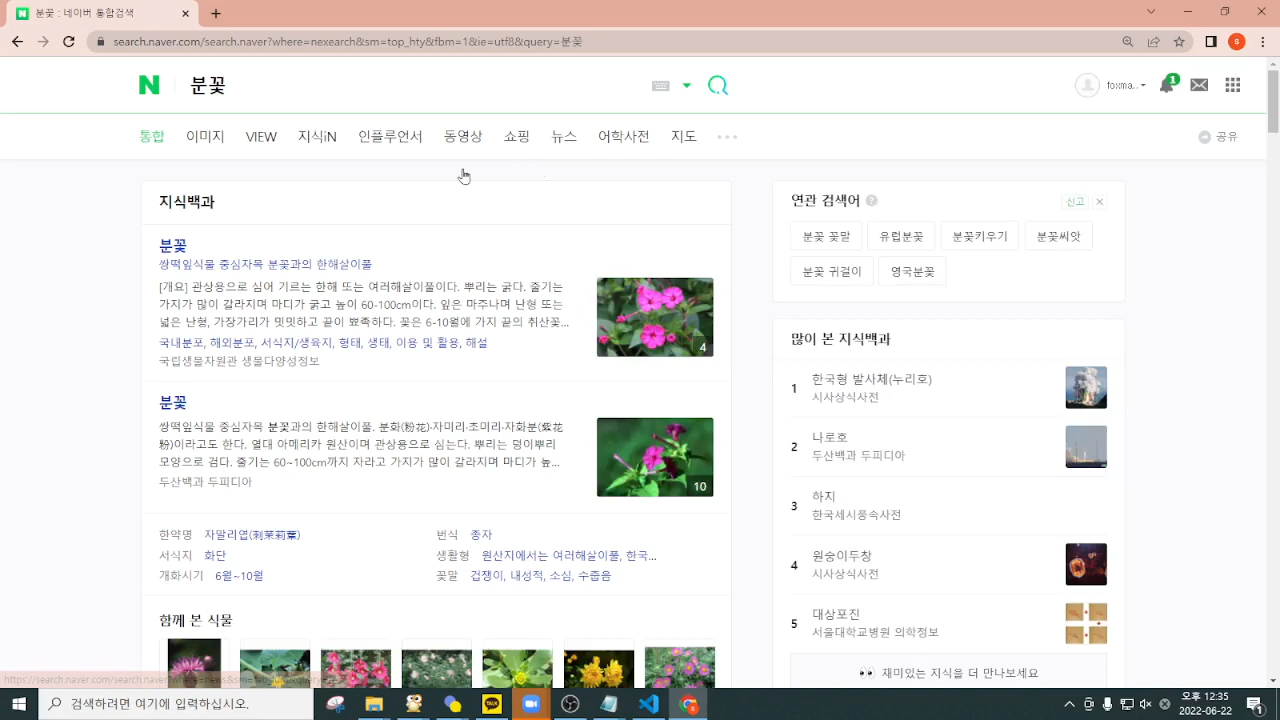 분꽃 : 네이버 통합검색
search.naver.com/search.naver?where=nexearch&sm=top_hty&fbm=1&ie=utf8&query=분꽃
분꽃
foxma..
1
통합 이미지 VIEW 지식iN 인플루언서 동영상 쇼핑 뉴스 어학사전 지도
공유
지식백과
분꽃
쌍떡잎식물 중심자목 분꽃과의 한해살이풀
[개요] 관상용으로 심어 기르는 한해 또는 여러해살이풀이다. 뿌리는 굵다. 줄기는
가지가 많이 갈라지며 마디가 굵고 높이 60-100cm이다. 잎은 마주나며 난형 또는
넓은 난형, 가장가리가 밋밋하고 끝이 뾰족하다. 꽃은 6-10월에 가지 끝의 취산꽃...
국내분포, 해외분포, 서식지/생육지, 형태, 생태, 이용 및 활용, 해설
국립생물자원관 생물다양성정보
4
분꽃
쌍떡잎식물 중심자목 분꽃과의 한해살이풀. 분화(粉花)·자미리·초미리·자화분(紫花
粉)이라고도 한다. 열대 아메리카 원산이며 관상용으로 심는다. 뿌리는 덩이뿌리
모양으로 검다. 줄기는 60~100cm까지 자라고 가지가 많이 갈라지며 마디가 높...
두산백과 두피디아
10
한약명 자말리엽(刺茉莉葉)
번식 종자
서식지 화단
생활형 원산지에서는 여러해살이풀, 한국...
개화시기 6월~10월
꽃말 겁쟁이, 내성적, 소심, 수줍음
함께 본 식물
연관 검색어
신고
분꽃 꽃말 유럽분꽃 분꽃키우기 분꽃씨앗
분꽃 귀걸이 영국분꽃
많이 본 지식백과
1 한국형 발사체(누리호)
시사상식사전
2 나로호
두산백과 두피디아
3 하지
한국세시풍속사전
4 원숭이두창
시사상식사전
5 대상포진
서울대학교병원 의학정보
재미있는 지식을 더 만나보세요
검색하려면 여기에 입력하십시오.
TALK
오후 12:35
2022-06-22